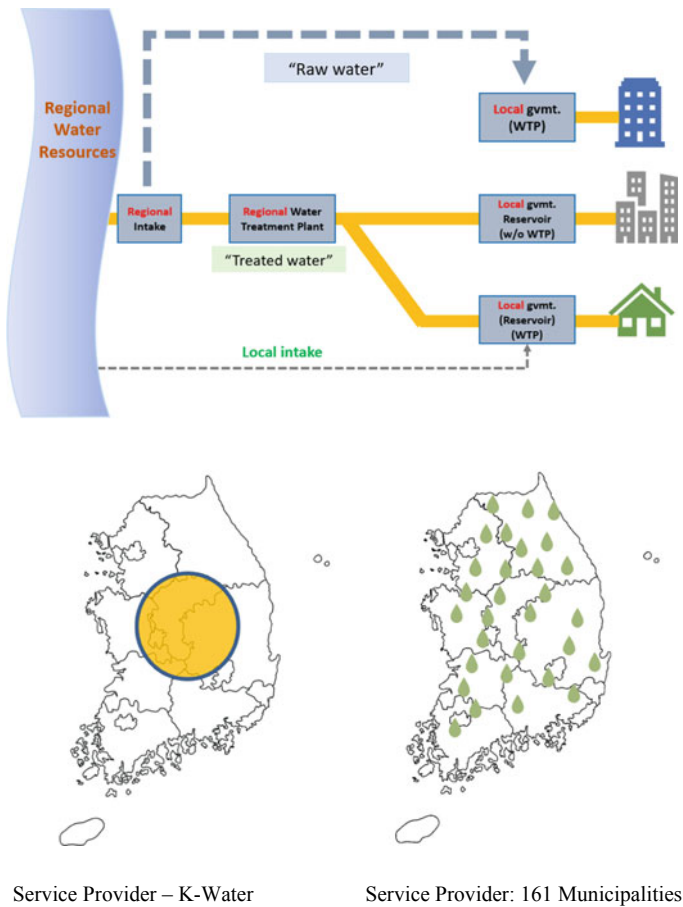 “Raw water”
Regional
Water
Resources
Local gvmt.
(WTP)
Regional
Intake
Regional Water
Treatment Plant
Local gvmt.
Reservoir
(w/o WTP)
“Treated water”
Local gvmt.
(Reservoir)
(WTP)
Local intake
Service Provider – K-Water
Service Provider: 161 Municipalities